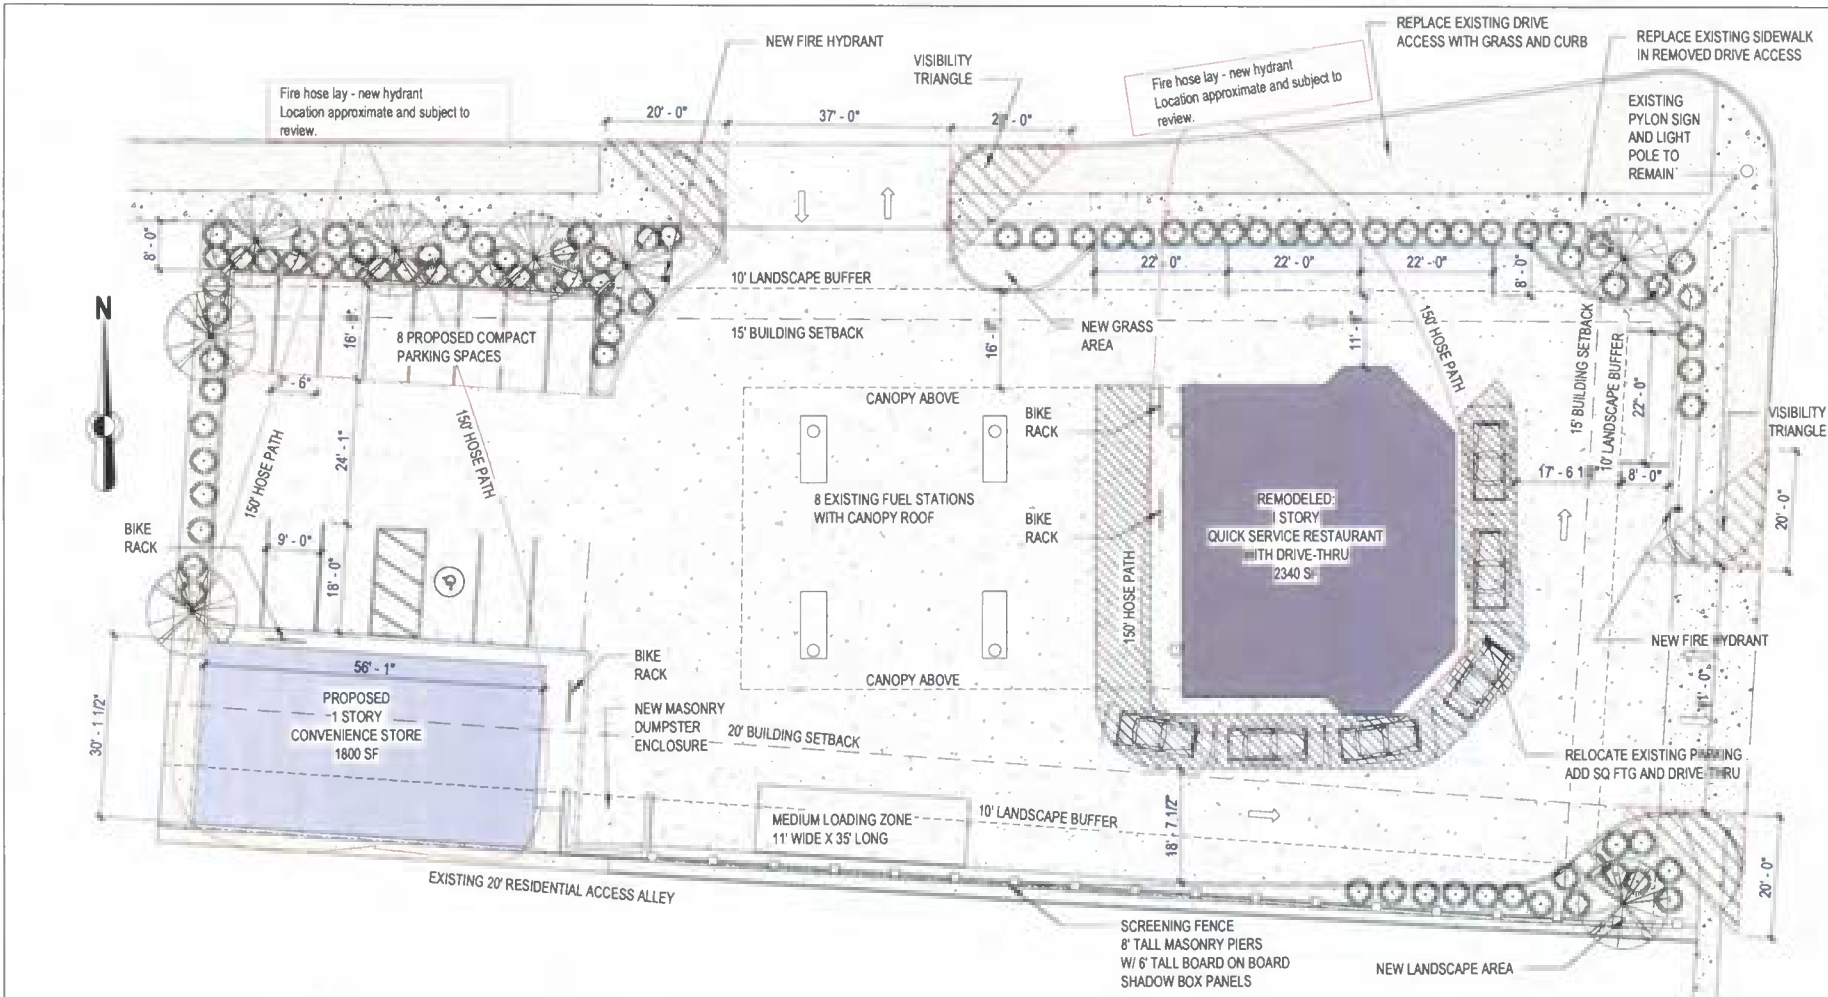 NEW FIRE HYDRANT
VISIBILITY
TRIANGLE
REPLACE EXISTING DRIVE
ACCESS WITH GRASS AND CURB
REPLACE EXISTING SIDEWALK
IN REMOVED DRIVE ACCESS
Fire hose lay - new hydrant
Location approximate and subject to
review.
Fire hose lay - new hydrant
Location approximate and subject to
review.
EXISTING
PYLON SIGN
AND LIGHT
POLE TO
REMAIN
20' - 0"
37' - 0"
8' - 0"
10' LANDSCAPE BUFFER
22' - 0"
22' - 0"
22' - 0"
8' - 0"
N
8 PROPOSED COMPACT
PARKING SPACES
15' BUILDING SETBACK
NEW GRASS
AREA
150' HOSE PATH
15' BUILDING SETBACK
10' LANDSCAPE BUFFER
22' - 0"
CANOPY ABOVE
BIKE
RACK
VISIBILITY
TRIANGLE
150' HOSE PATH
150' HOSE PATH
24' - 1"
8 EXISTING FUEL STATIONS
WITH CANOPY ROOF
BIKE
RACK
REMODELED:
1 STORY
QUICK SERVICE RESTAURANT
WITH DRIVE-THRU
2340 SF
8' - 0"
20' - 0"
BIKE
RACK
9' - 0"
18' - 0"
150' HOSE PATH
NEW FIRE HYDRANT
56' - 1"
BIKE
RACK
CANOPY ABOVE
30' - 1 1/2"
PROPOSED
1 STORY
CONVENIENCE STORE
1800 SF
NEW MASONRY
DUMPSTER
ENCLOSURE
20' BUILDING SETBACK
RELOCATE EXISTING PARKING
ADD SQ FTG AND DRIVE-THRU
MEDIUM LOADING ZONE
11' WIDE X 35' LONG
10' LANDSCAPE BUFFER
18' - 7 1/2"
20' - 0"
EXISTING 20' RESIDENTIAL ACCESS ALLEY
SCREENING FENCE
8' TALL MASONRY PIERS
W/ 6' TALL BOARD ON BOARD
SHADOW BOX PANELS
NEW LANDSCAPE AREA